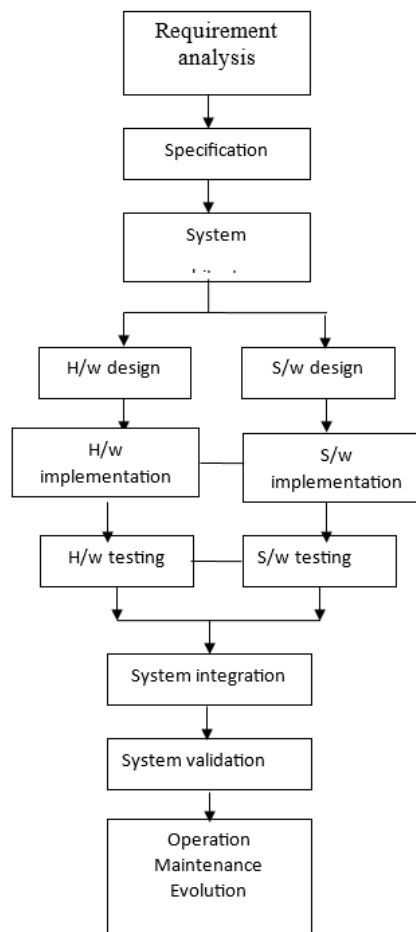 Requirement
analysis
Specification
System
H/w design
S/w design
H/w
implementation
S/w
implementation
H/w testing
S/w testing
System integration
System validation
Operation
Maintenance
Evolution